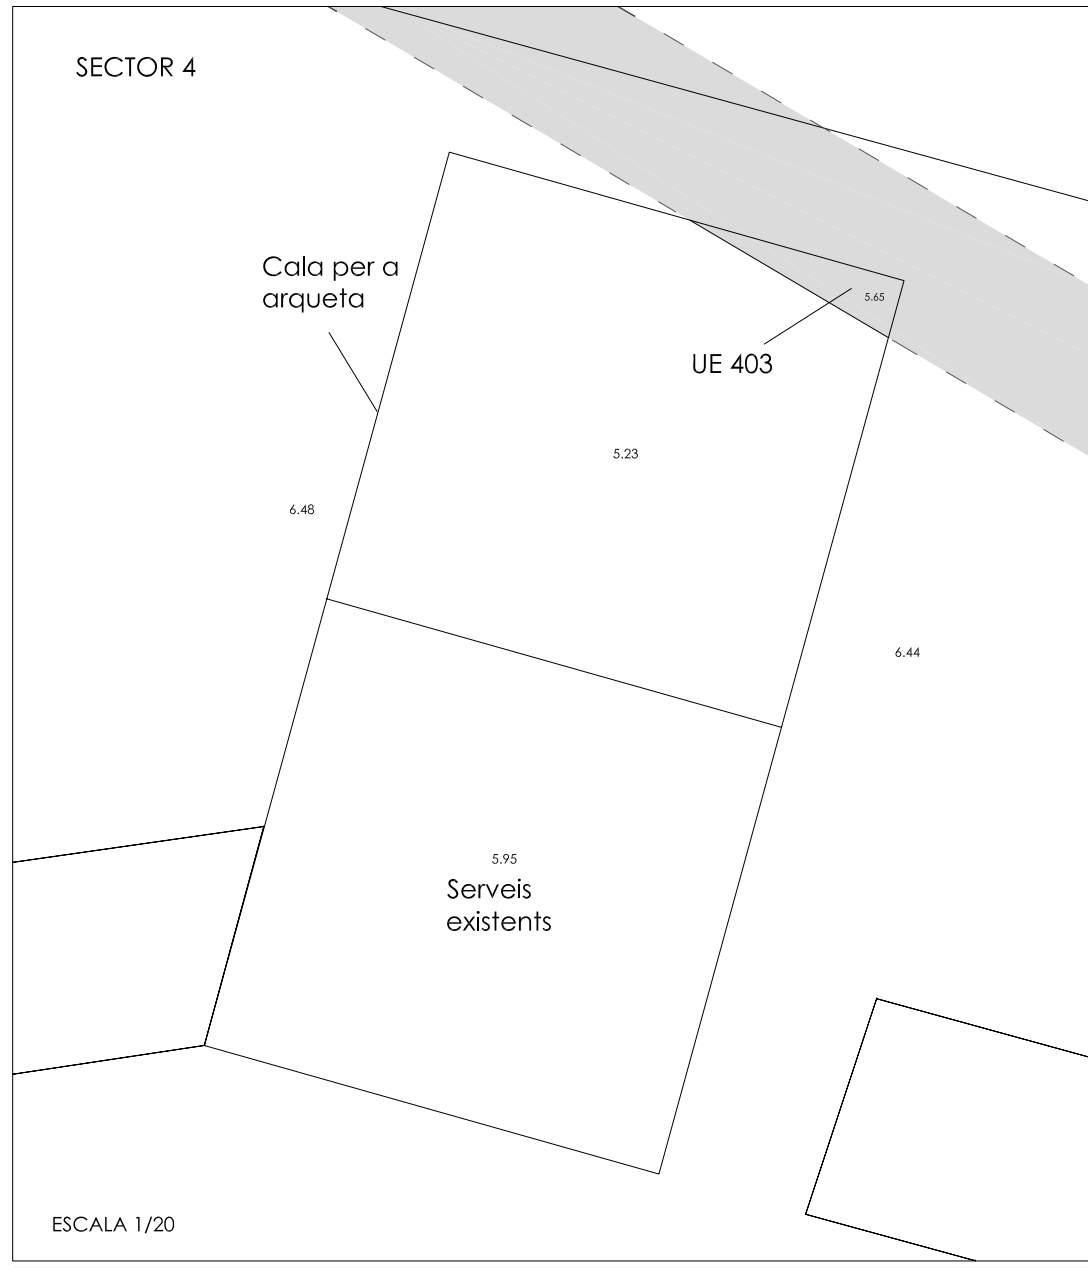 SECTOR 4
Cala per a
arqueta
5.65
UE 403
5.23
6.48
6.44
5.95
Serveis
existents
ESCALA 1/20